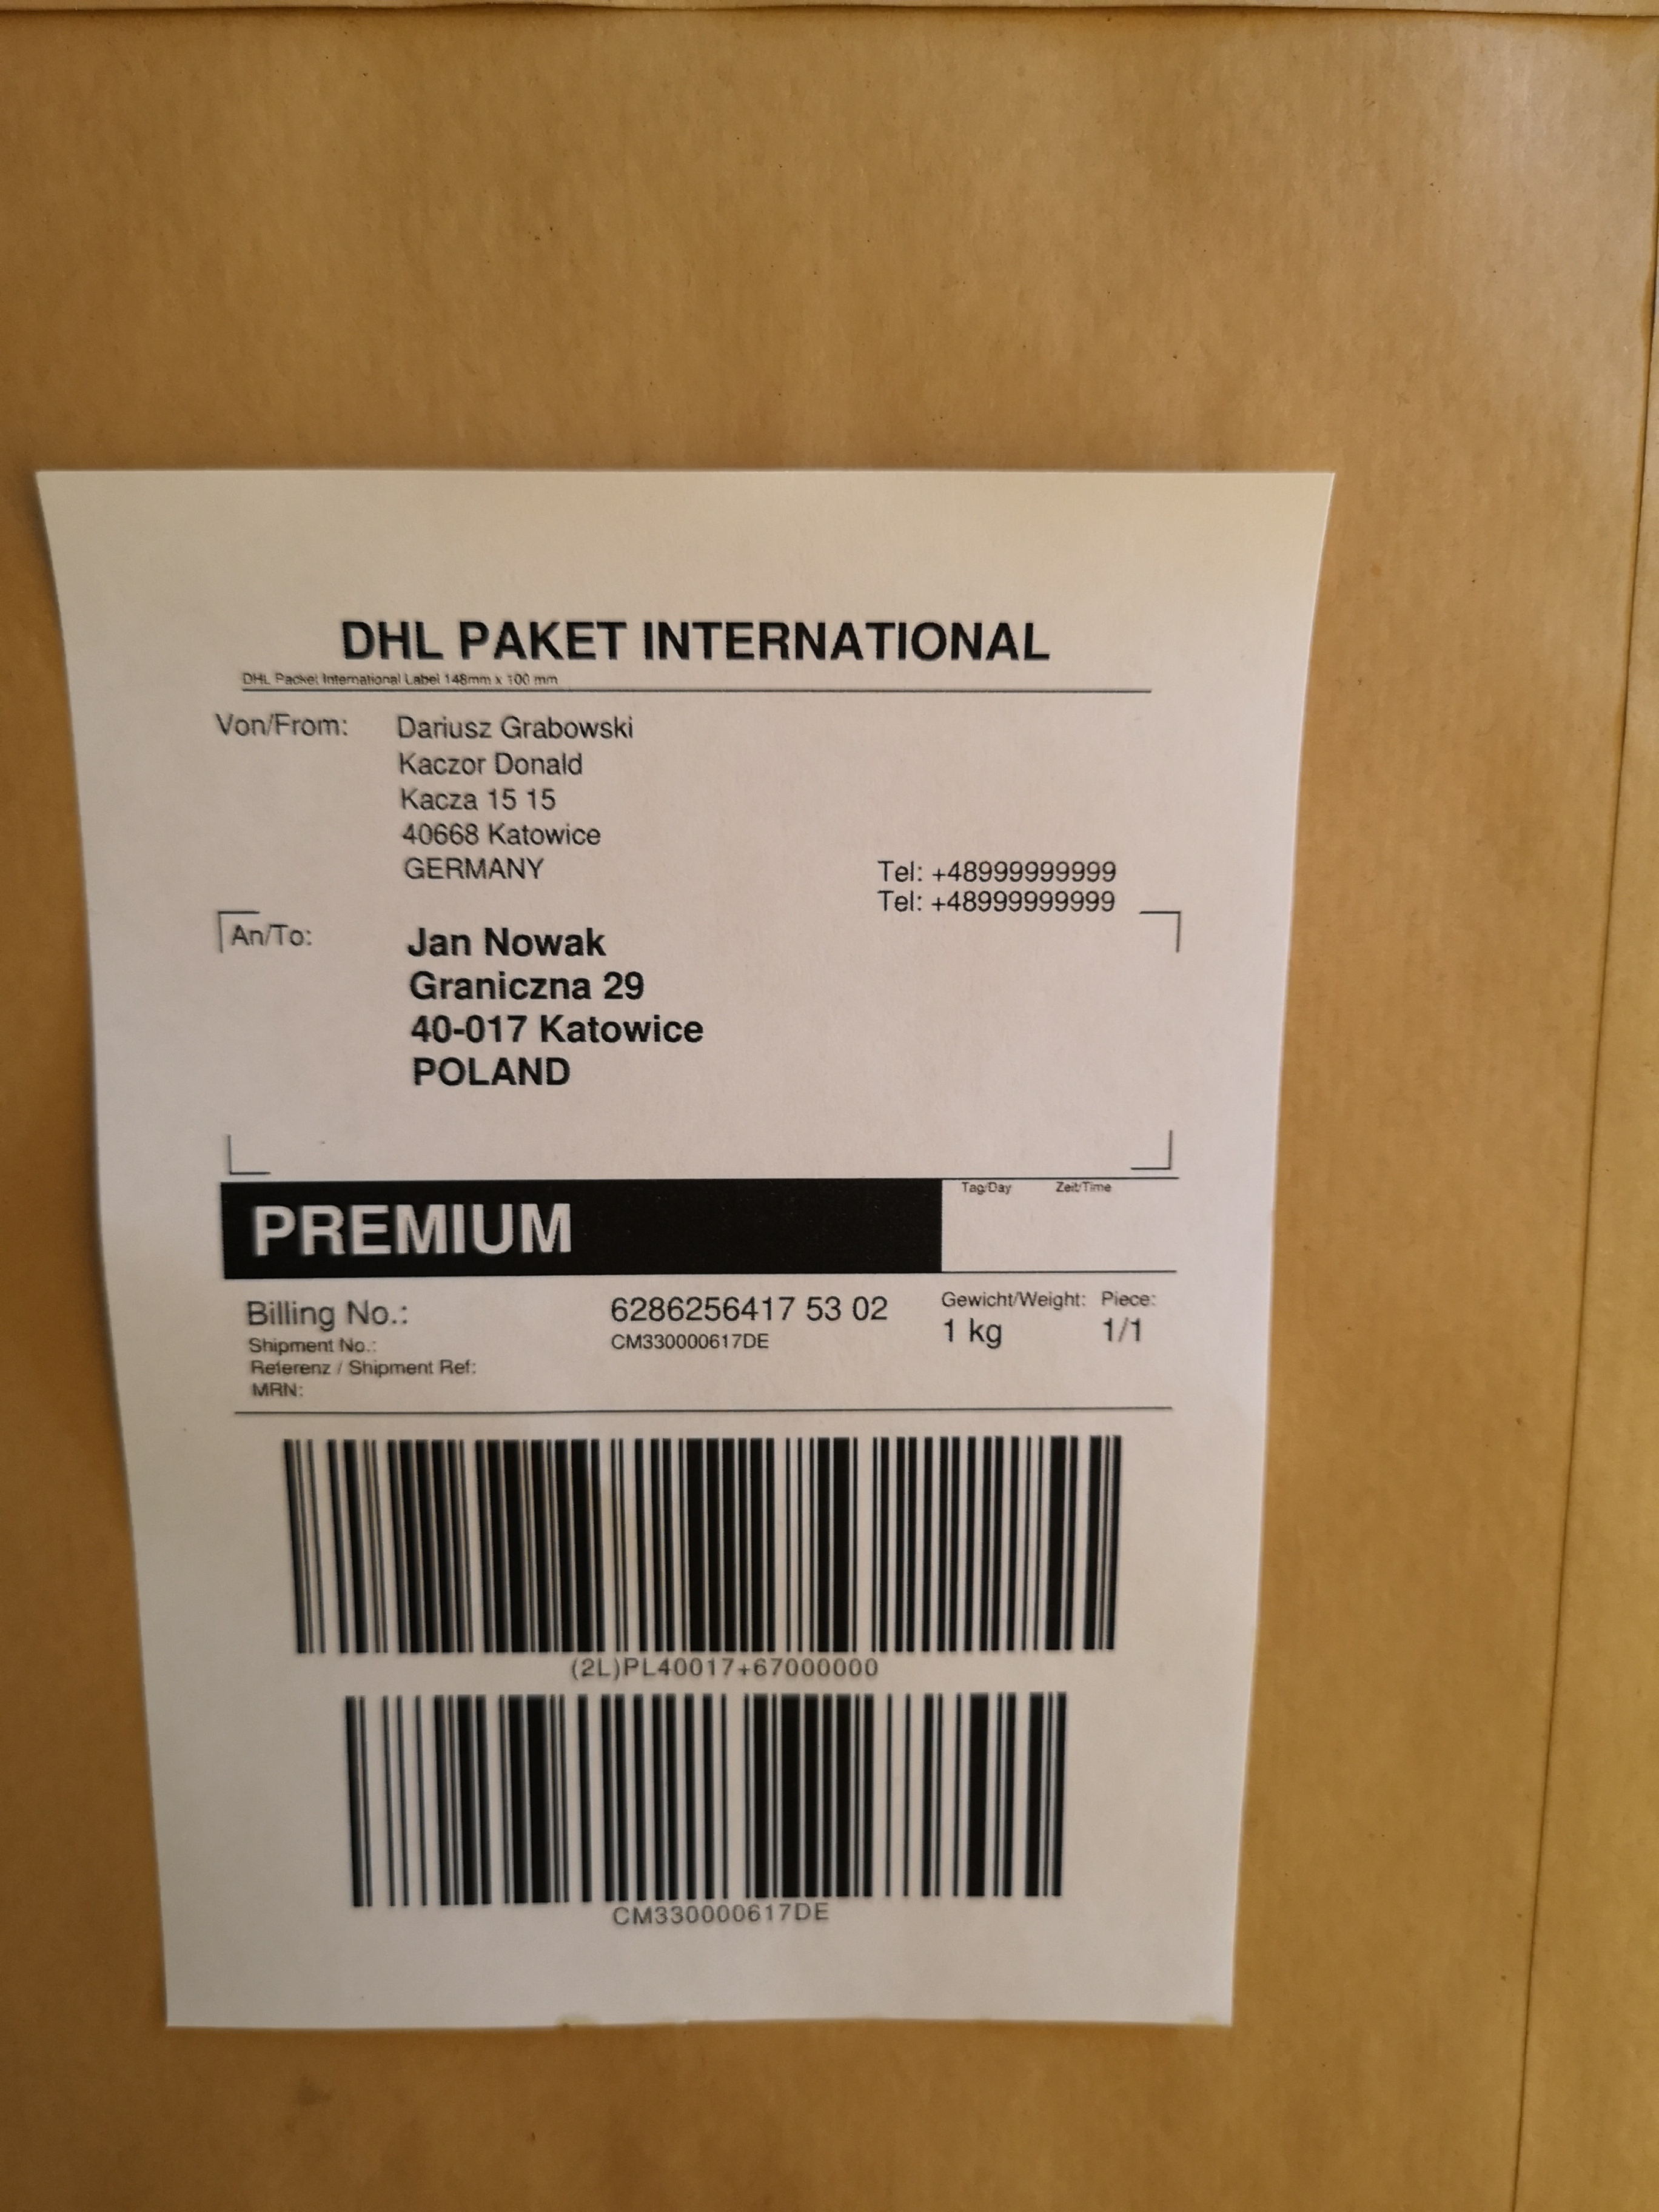 DHL PAKET INTERNATIONAL
DHL Packet International Label 148mm x 100 mm
Von/From: Dariusz Grabowski
Kaczor Donald
Kacza 15 15
40668 Katowice
GERMANY Tel: +48999999999
Tel: +48999999999
An/To: Jan Nowak
Graniczna 29
40-017 Katowice
POLAND
PREMIUM Tag/Day Zeit/Time
Billing No.: 6286256417 53 02 Gewicht/Weight: Piece:
Shipment No.: CM330000617DE 1 kg 1/1
Referenz / Shipment Ref:
MRN:
(2L)PL40017+67000000
CM330000617DE